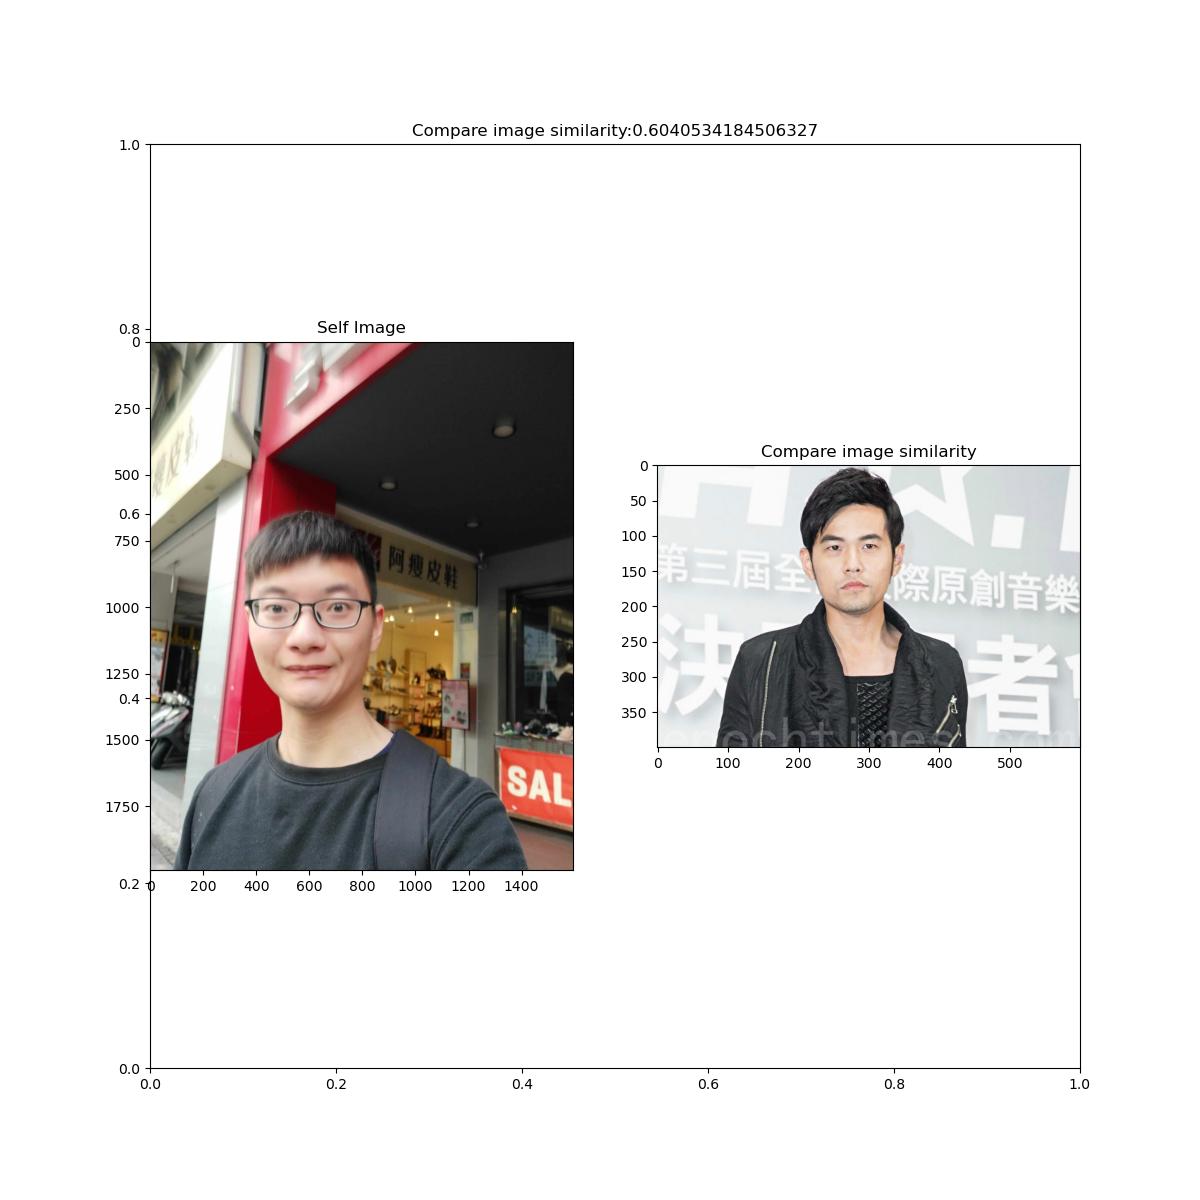 Compare image similarity:0.6040534184506327
1.0
0.8
0.6
0.4
0.2
0.0
0.0 0.2 0.4 0.6 0.8 1.0
Self Image
0
250
500
750
1000
1250
1500
1750
0 200 400 600 800 1000 1200 1400
阿瘦皮鞋
SAL
Compare image similarity
0
50
100
150
200
250
300
350
0 100 200 300 400 500
第三屆全 際原創音樂
決 者
epochtimes.com